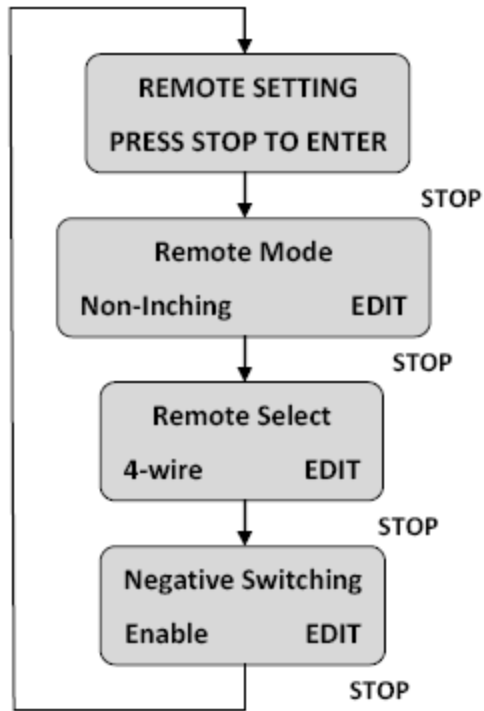 REMOTE SETTING
PRESS STOP TO ENTER
STOP
Remote Mode
Non-Inching EDIT
STOP
Remote Select
4-wire EDIT
STOP
Negative Switching
Enable EDIT
STOP